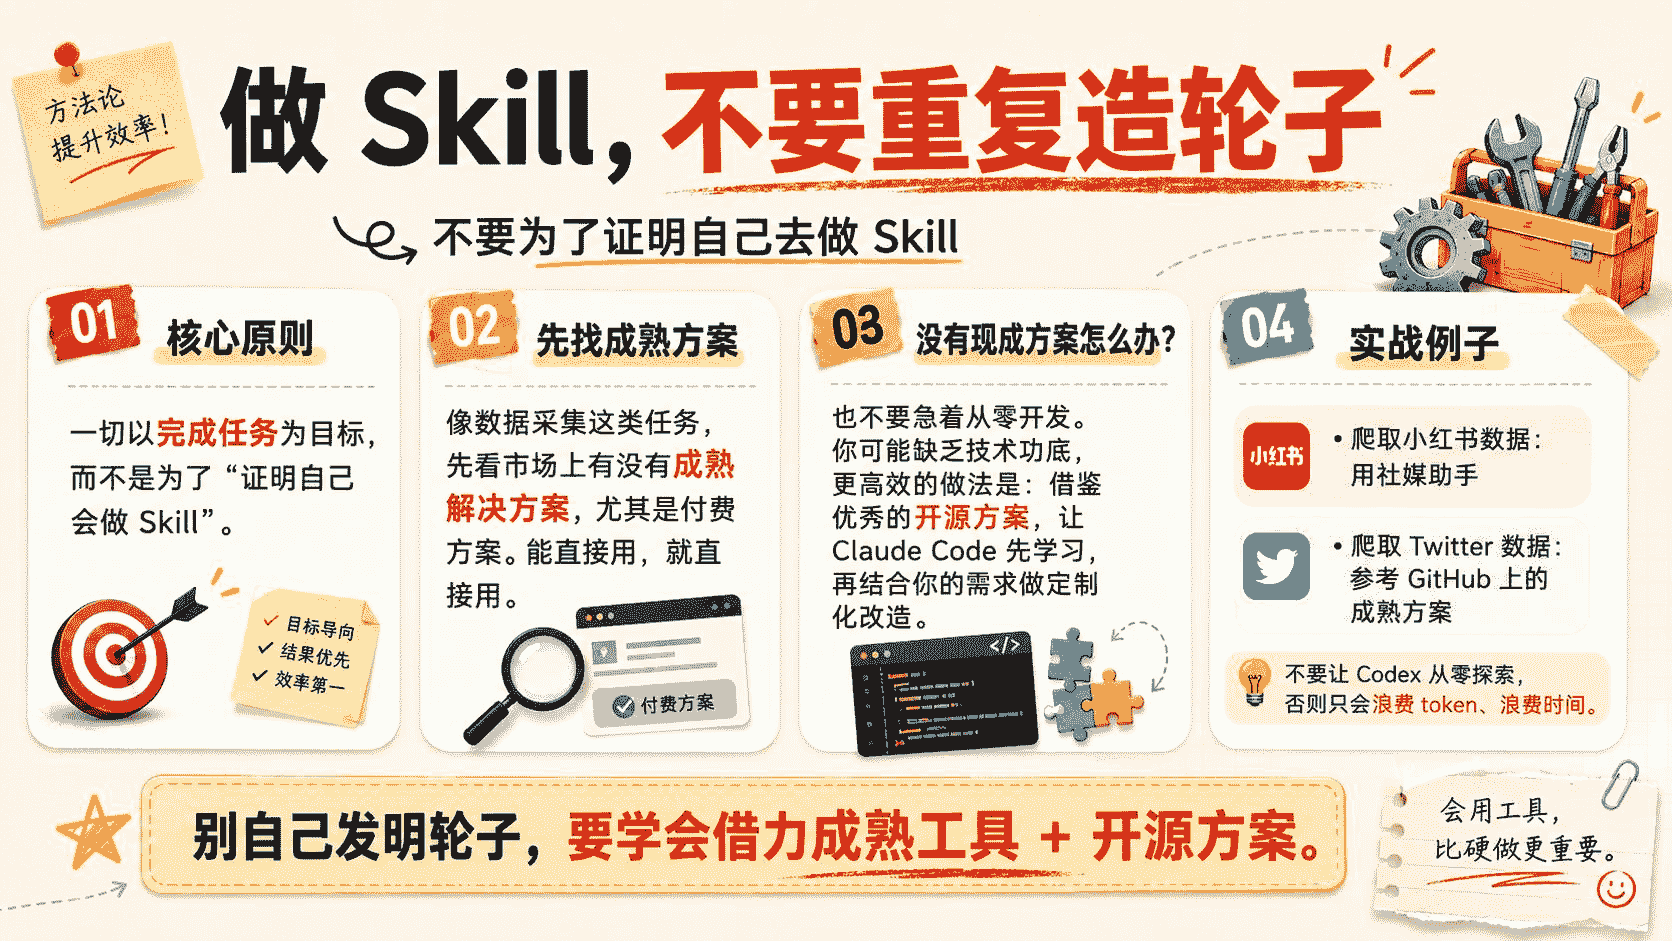 方法论
提升效率!
做 Skill, 不要重复造轮子
不要为了证明自己去做 Skill
01 核心原则
一切以完成任务为目标,
而不是为了 “证明自己
会做 Skill”。
目标导向
结果优先
效率第一
02 先找成熟方案
像数据采集这类任务,
先看市场上有没有成熟
解决方案, 尤其是付费
方案。能直接用, 就直
接用。
付费方案
03 没有现成方案怎么办?
也不要急着从零开发。
你可能缺乏技术功底,
更高效的做法是: 借鉴
优秀的开源方案, 让
Claude Code 先学习,
再结合你的需求做定制
化改造。
</>
04 实战例子
小红书
• 爬取小红书数据:
用社媒助手
• 爬取 Twitter 数据:
参考 GitHub 上的
成熟方案
不要让 Codex 从零探索,
否则只会浪费 token、浪费时间。
别自己发明轮子, 要学会借力成熟工具 + 开源方案。
会用工具,
比硬做更重要。